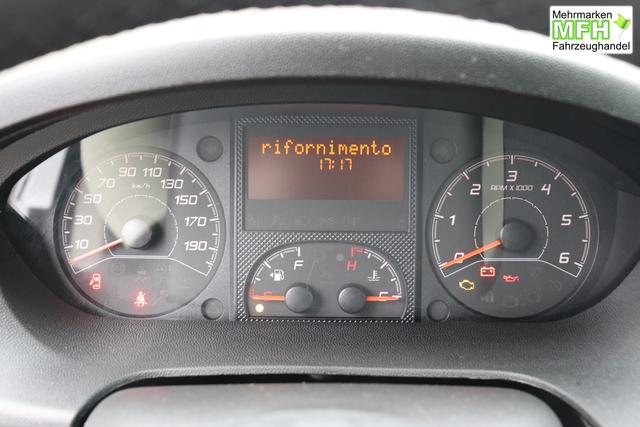 Mehrmarken
MFH
Fahrzeughandel
rifornimento
17:17
10 30 50 70 90 110 130 150 170 190
km/h
E F
C H
0 1 2 3 4 5 6
RPM X 1000